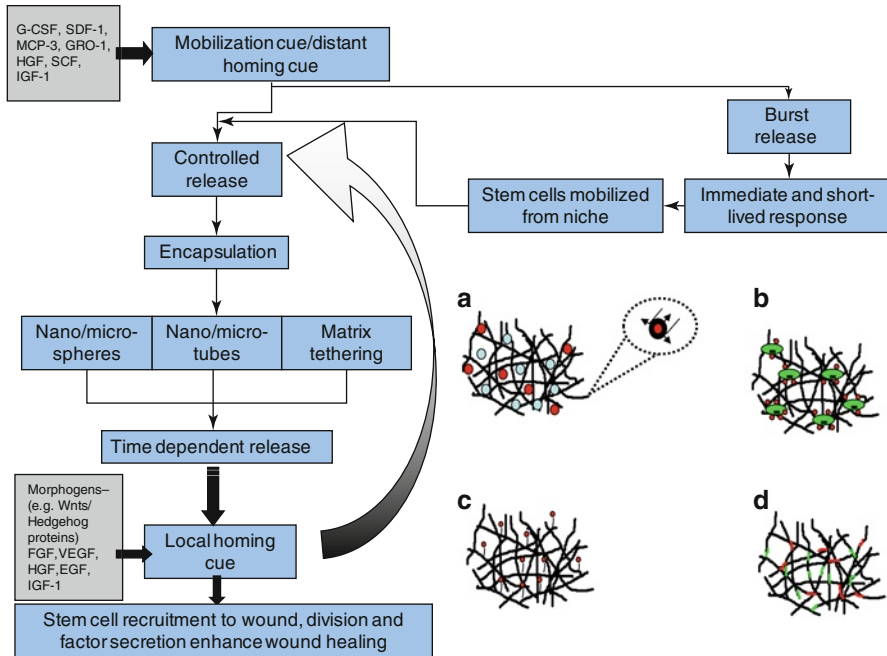 G-CSF, SDF-1,
MCP-3, GRO-1,
HGF, SCF,
IGF-1
Mobilization cue/distant
homing cue
Burst
release
Controlled
release
Stem cells mobilized
from niche
Immediate and short-
lived response
Encapsulation
Nano/micro-
spheres
Nano/micro-
tubes
Matrix
tethering
Time dependent release
Morphogens–
(e.g. Wnts/
Hedgehog
proteins)
FGF,VEGF,
HGF,EGF,
IGF-1
Local homing
cue
Stem cell recruitment to wound, division and
factor secretion enhance wound healing
a
b
c
d